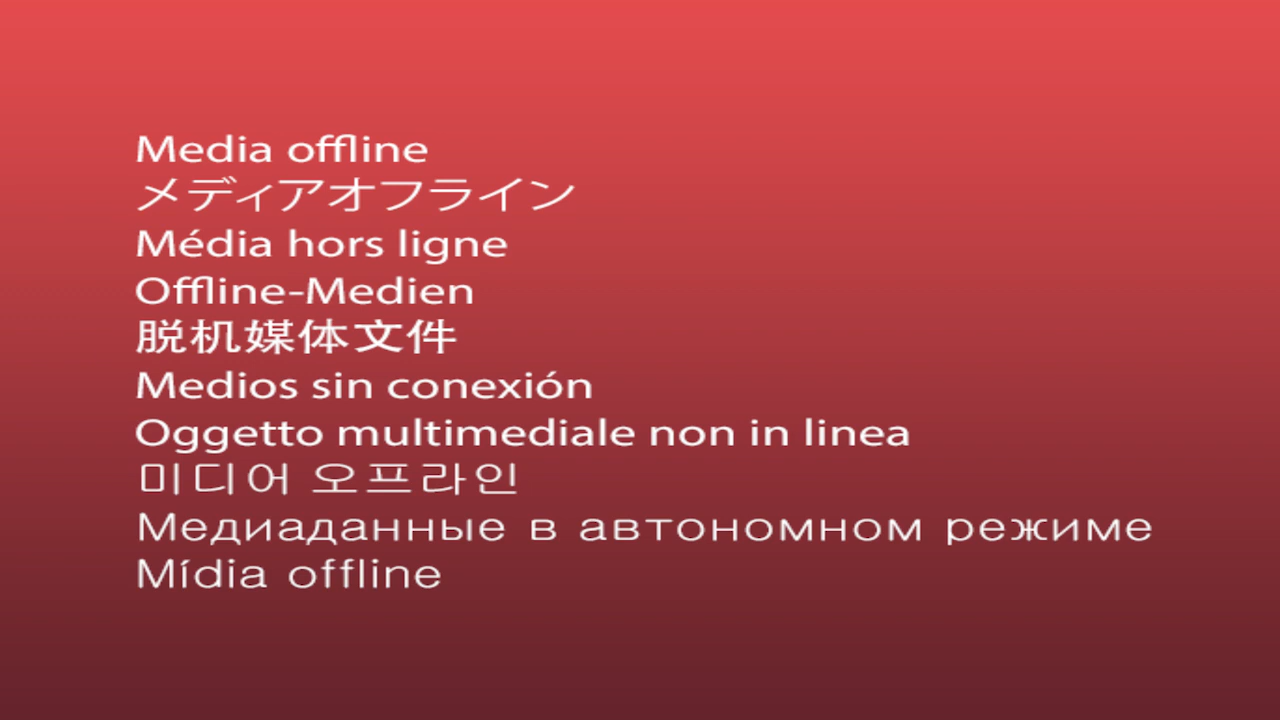 Media offline
メディアオフライン
Média hors ligne
Offline-Medien
脱机媒体文件
Medios sin conexión
Oggetto multimediale non in linea
미디어 오프라인
Медиаданные в автономном режиме
Mídia offline